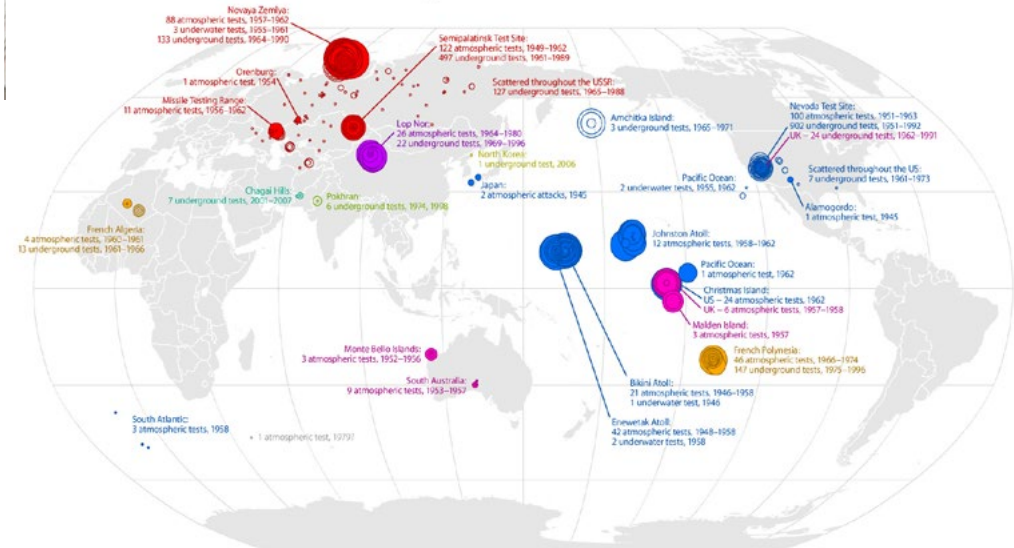 Novaya Zemlya:
88 atmospheric tests, 1957–1962
3 underwater tests, 1955–1961
133 underground tests, 1964–1990
Semipalatinsk Test Site:
122 atmospheric tests, 1949–1962
497 underground tests, 1961–1989
Orenburg:
1 atmospheric test, 1954
Missile Testing Range:
11 atmospheric tests, 1956–1962
Scattered throughout the USSR:
127 underground tests, 1965–1988
Lop Nor:
26 atmospheric tests, 1964–1980
22 underground tests, 1969–1996
Amchitka Island:
3 underground tests, 1965–1971
Nevada Test Site:
100 atmospheric tests, 1951–1963
902 underground tests, 1951–1992
UK – 24 underground tests, 1962–1991
North Korea:
1 underground test, 2006
Japan:
2 atmospheric attacks, 1945
Pacific Ocean:
2 underwater tests, 1955, 1962
Scattered throughout the US:
7 underground tests, 1961–1973
Chagai Hills:
7 underground tests, 2001–2007
Pokhran:
6 underground tests, 1974, 1998
Alamogordo:
1 atmospheric test, 1945
French Algeria:
4 atmospheric tests, 1960–1961
13 underground tests, 1961–1966
Johnston Atoll:
12 atmospheric tests, 1958–1962
Pacific Ocean:
1 atmospheric test, 1962
Christmas Island:
US – 24 atmospheric tests, 1962
UK – 6 atmospheric tests, 1957–1958
Malden Island:
3 atmospheric tests, 1957
Monte Bello Islands:
3 atmospheric tests, 1952–1956
French Polynesia:
46 atmospheric tests, 1966–1974
147 underground tests, 1975–1996
South Australia:
9 atmospheric tests, 1953–1957
Bikini Atoll:
21 atmospheric tests, 1946–1958
1 underwater test, 1946
Enewetak Atoll:
42 atmospheric tests, 1948–1958
2 underwater tests, 1958
South Atlantic:
3 atmospheric tests, 1958
1 atmospheric test, 1979?